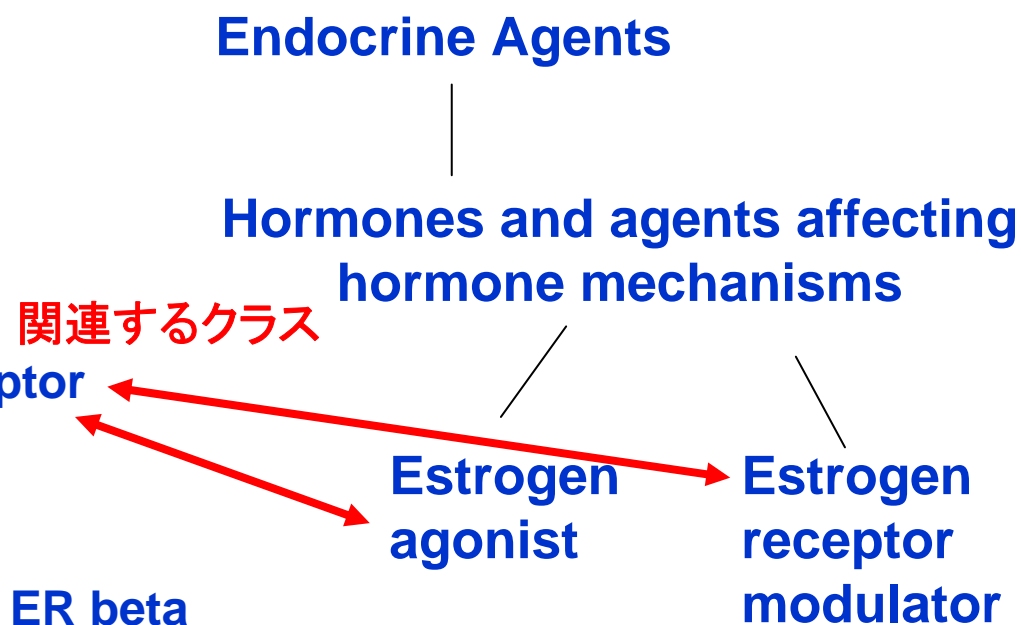 Endocrine Agents
Hormones and agents affecting
hormone mechanisms
関連するクラス
ptor
Estrogen
agonist
Estrogen
receptor
modulator
ER beta